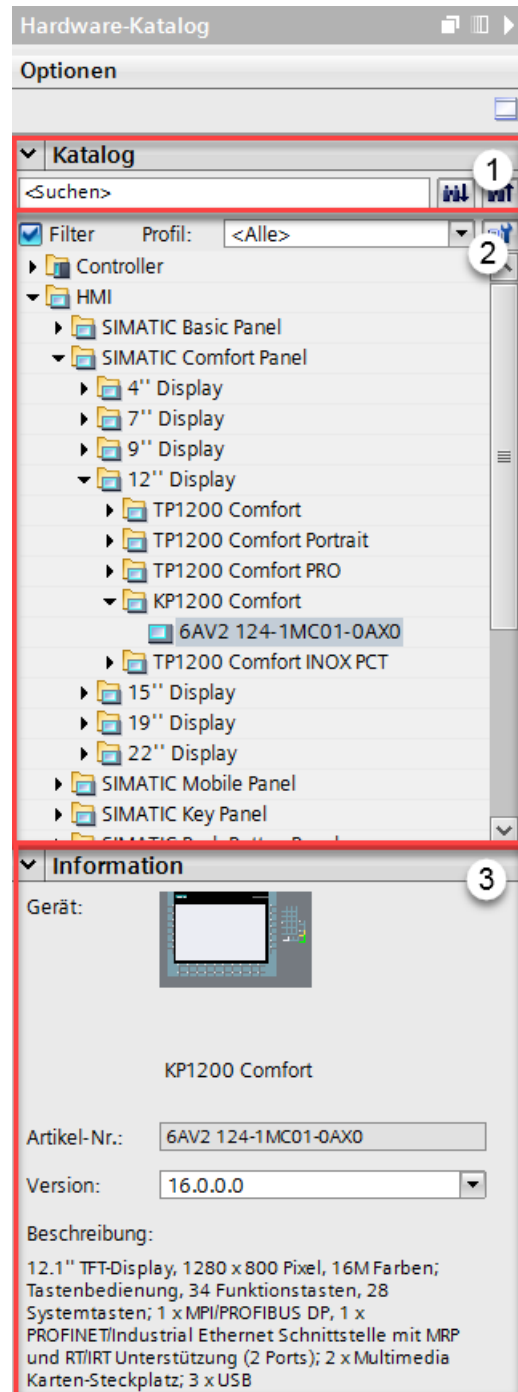 Hardware-Katalog
Optionen
Katalog
1
<Suchen>
Filter Profil: <Alle>
2
Controller
HMI
SIMATIC Basic Panel
SIMATIC Comfort Panel
4'' Display
7'' Display
9'' Display
12'' Display
TP1200 Comfort
TP1200 Comfort Portrait
TP1200 Comfort PRO
KP1200 Comfort
6AV2 124-1MC01-0AX0
TP1200 Comfort INOX PCT
15'' Display
19'' Display
22'' Display
SIMATIC Mobile Panel
SIMATIC Key Panel
Information
3
Gerät:
KP1200 Comfort
Artikel-Nr.: 6AV2 124-1MC01-0AX0
Version: 16.0.0.0
Beschreibung:
12.1" TFT-Display, 1280 x 800 Pixel, 16M Farben;
Tastenbedienung, 34 Funktionstasten, 28
Systemtasten; 1 x MPI/PROFIBUS DP, 1 x
PROFINET/Industrial Ethernet Schnittstelle mit MRP
und RT/IRT Unterstützung (2 Ports); 2 x Multimedia
Karten-Steckplatz; 3 x USB